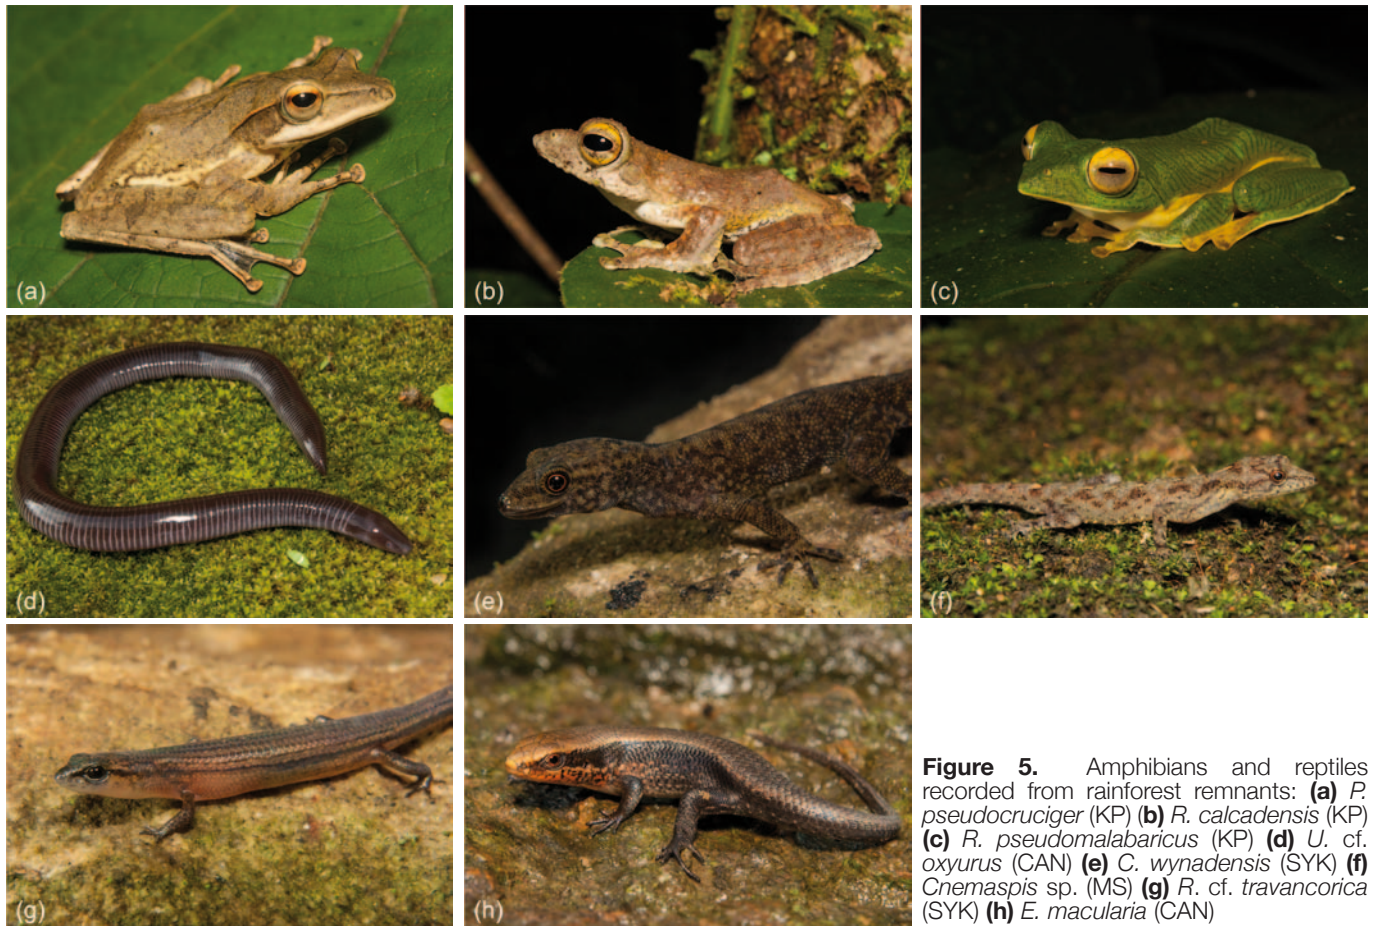 (a)
(b)
(c)
(d)
(e)
(f)
(g)
(h)
Figure 5. Amphibians and reptiles
recorded from rainforest remnants: (a) P.
pseudocruciger (KP) (b) R. calcadensis (KP)
(c) R. pseudomalabaricus (KP) (d) U. cf.
oxyurus (CAN) (e) C. wynadensis (SYK) (f)
Cnemaspis sp. (MS) (g) R. cf. travancorica
(SYK) (h) E. macularia (CAN)